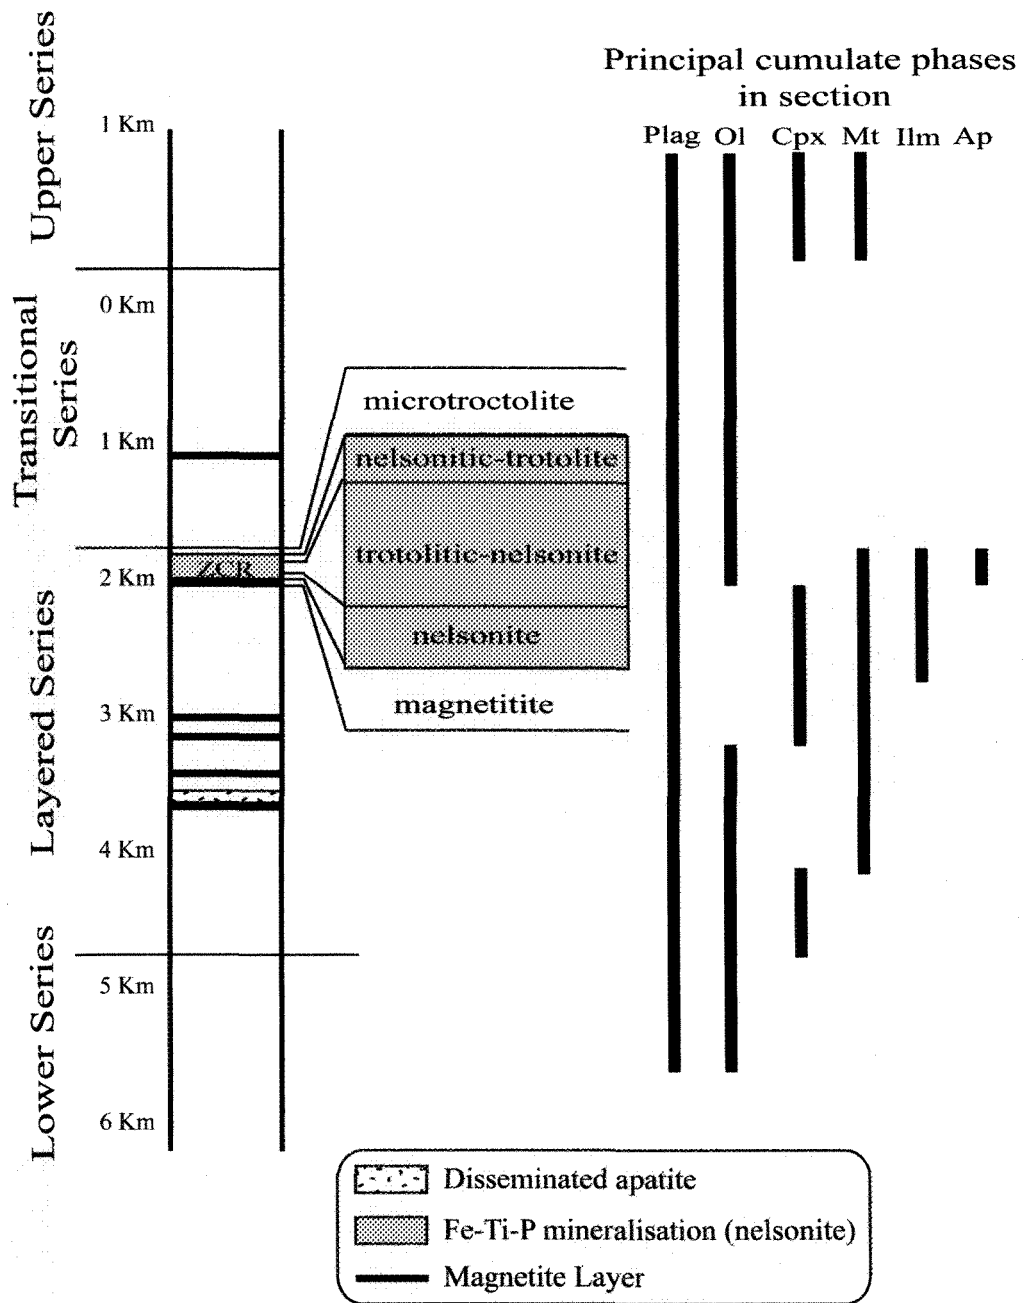 Principal cumulate phases
in section
Plag Ol Cpx Mt Ilm Ap
Upper Series
Transitional
Series
Layered Series
Lower Series
1 Km
0 Km
1 Km
2 Km
3 Km
4 Km
5 Km
6 Km
ZCR
microtroctolite
nelsonitic-trotolite
trotolitic-nelsonite
nelsonite
magnetitite
Disseminated apatite
Fe-Ti-P mineralisation (nelsonite)
Magnetite Layer